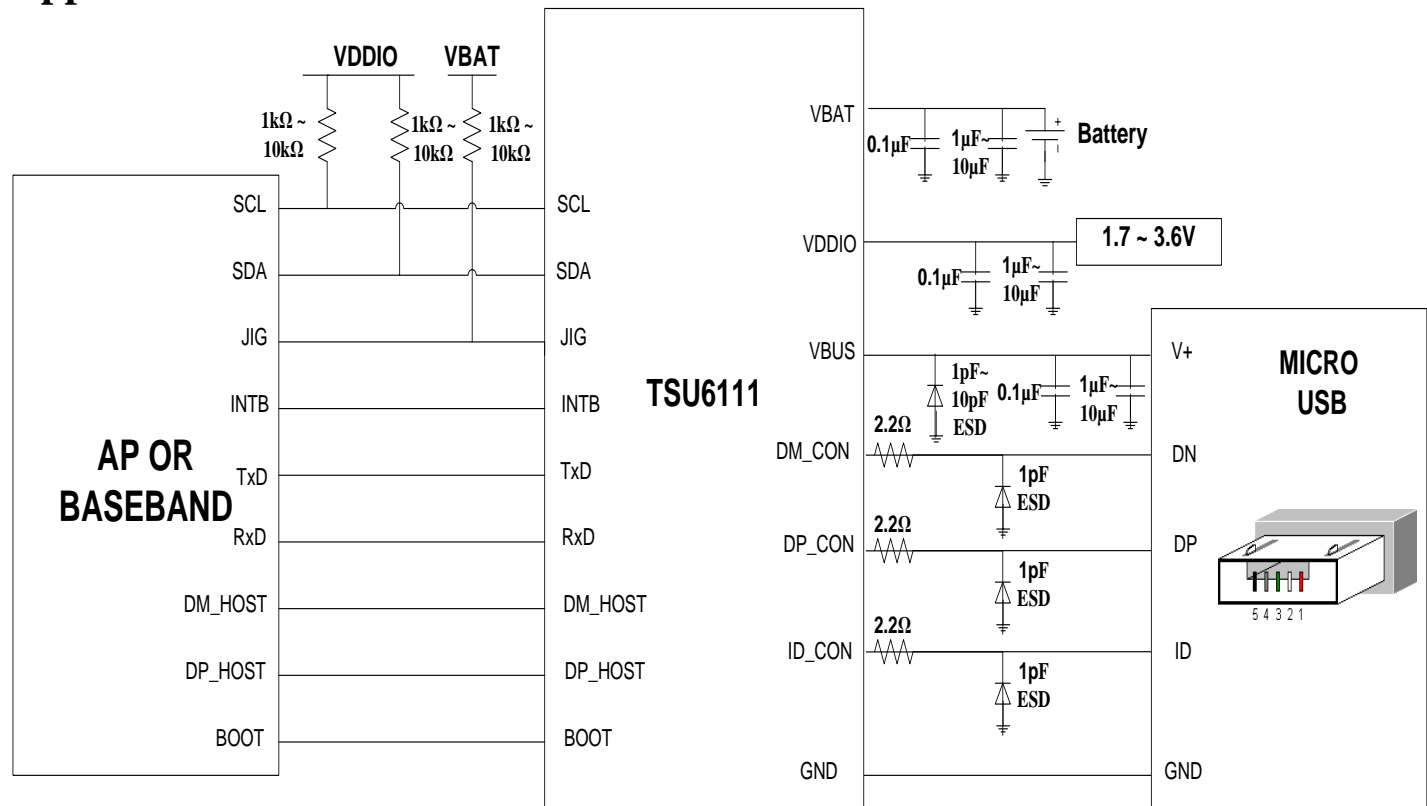 VDDIO VBAT
1kΩ ~
10kΩ
1kΩ ~
10kΩ
1kΩ ~
10kΩ
AP OR
BASEBAND
SCL
SDA
JIG
INTB
TxD
RxD
DM_HOST
DP_HOST
BOOT
TSU6111
SCL
SDA
JIG
INTB
TxD
RxD
DM_HOST
DP_HOST
BOOT
VBAT
VDDIO
VBUS
DM_CON
DP_CON
ID_CON
GND
0.1µF
1µF~
10µF
+
Battery
0.1µF
1µF~
10µF
1.7 ~ 3.6V
1pF~
10pF
ESD
0.1µF
1µF~
10µF
2.2Ω
1pF
ESD
2.2Ω
1pF
ESD
2.2Ω
1pF
ESD
V+
DN
DP
ID
GND
MICRO
USB
5 4 3 2 1